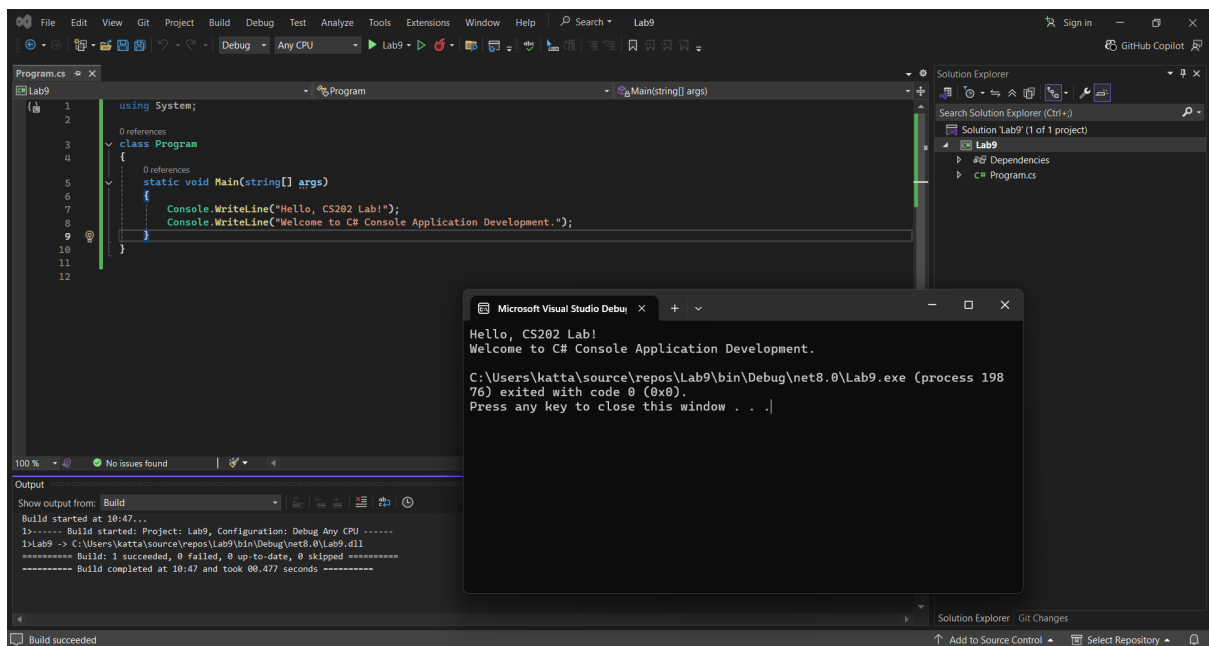 File Edit View Git Project Build Debug Test Analyze Tools Extensions Window Help Search Lab9 Sign in
Debug Any CPU Lab9 GitHub Copilot
Program.cs
Lab9 Program Main(string[] args)
1 using System;
2
0 references
3 class Program
4 {
0 references
5 static void Main(string[] args)
6 {
7 Console.WriteLine("Hello, CS202 Lab!");
8 Console.WriteLine("Welcome to C# Console Application Development.");
9 }
10 }
11
12
Solution Explorer
Search Solution Explorer (Ctrl+;)
Solution 'Lab9' (1 of 1 project)
C# Lab9
Dependencies
C# Program.cs
Microsoft Visual Studio Debug
Hello, CS202 Lab!
Welcome to C# Console Application Development.
C:\Users\katta\source\repos\Lab9\bin\Debug\net8.0\Lab9.exe (process 198
76) exited with code 0 (0x0).
Press any key to close this window . . .
100 % No issues found
Output
Show output from: Build
Build started at 10:47...
1>------ Build started: Project: Lab9, Configuration: Debug Any CPU ------
1>Lab9 -> C:\Users\katta\source\repos\Lab9\bin\Debug\net8.0\Lab9.dll
========== Build: 1 succeeded, 0 failed, 0 up-to-date, 0 skipped ==========
========== Build completed at 10:47 and took 00.477 seconds ==========
Solution Explorer Git Changes
Build succeeded Add to Source Control Select Repository